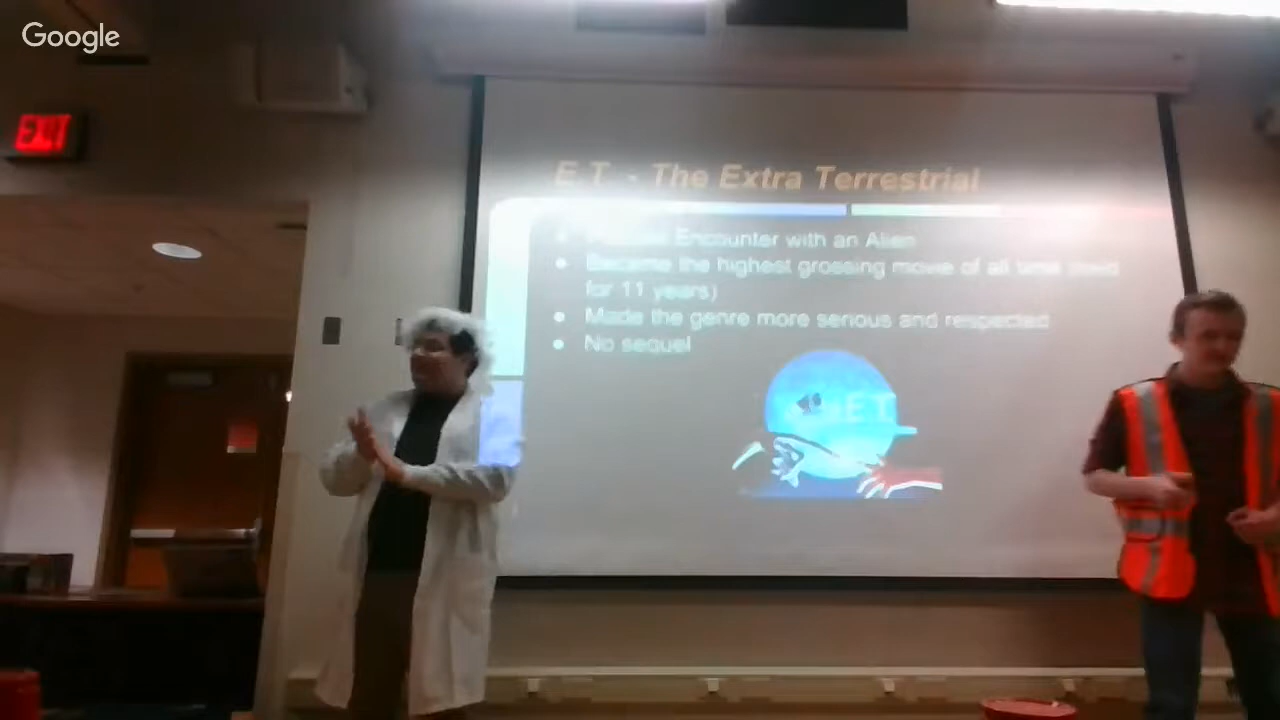 Google
EXIT
E.T. - The Extra Terrestrial
Encounter with an Alien
Became the highest grossing movie of all time
for 11 years)
Made the genre more serious and respected
No sequel
E.T.